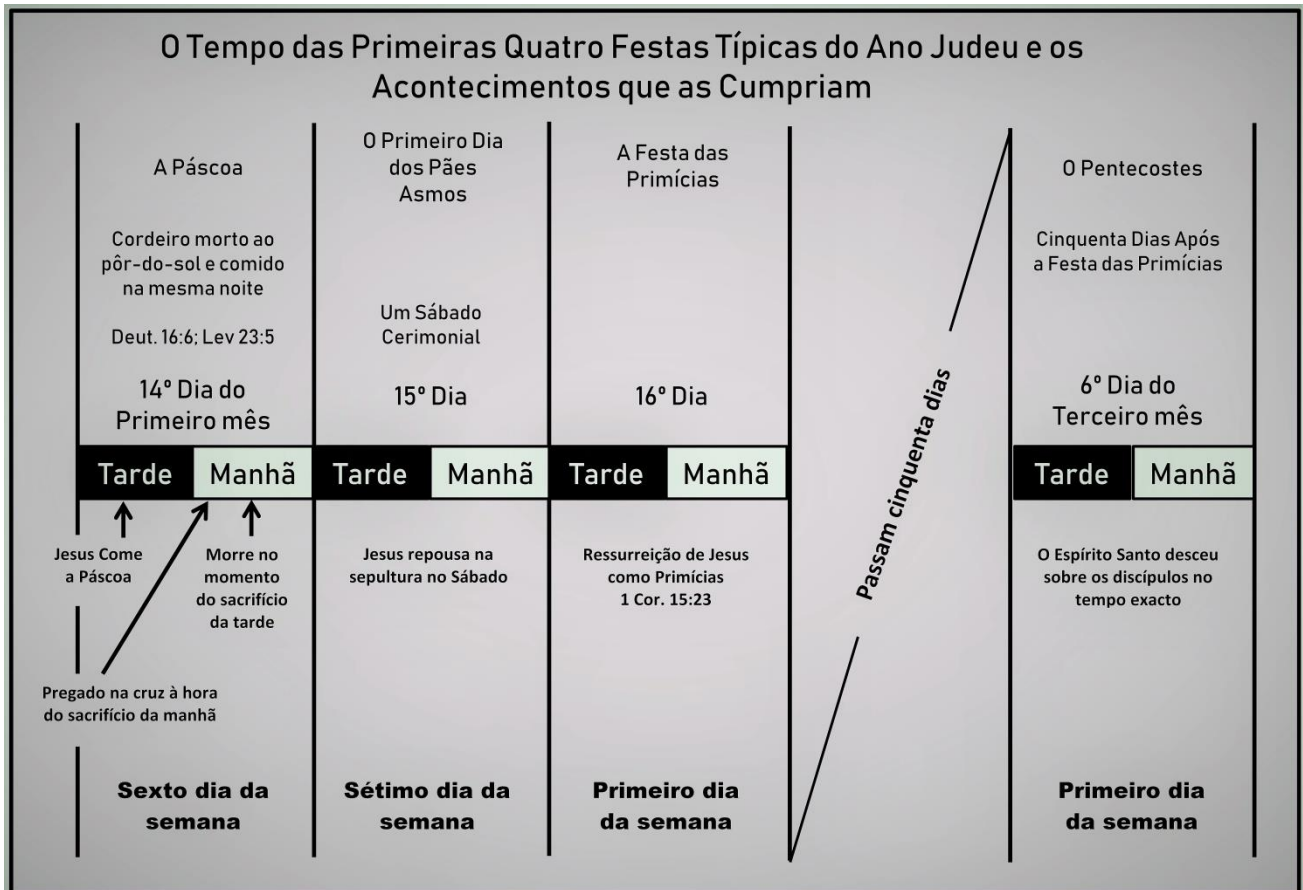 O Tempo das Primeiras Quatro Festas Típicas do Ano Judeu e os
Acontecimentos que as Cumpriam
A Páscoa
Cordeiro morto ao
pôr-do-sol e comido
na mesma noite
Deut. 16:6; Lev 23:5
14º Dia do
Primeiro mês
Tarde
Manhã
Jesus Come
a Páscoa
Morre no
momento
do sacrifício
da tarde
Pregado na cruz à hora
do sacrifício da manhã
Sexto dia da
semana
O Primeiro Dia
dos Pães
Asmos
Um Sábado
Cerimonial
15º Dia
Tarde
Manhã
Jesus repousa na
sepultura no Sábado
Sétimo dia da
semana
A Festa das
Primícias
16º Dia
Tarde
Manhã
Ressurreição de Jesus
como Primícias
1 Cor. 15:23
Primeiro dia
da semana
Passam cinquenta dias
O Pentecostes
Cinquenta Dias Após
a Festa das Primícias
6º Dia do
Terceiro mês
Tarde
Manhã
O Espírito Santo desceu
sobre os discípulos no
tempo exacto
Primeiro dia
da semana